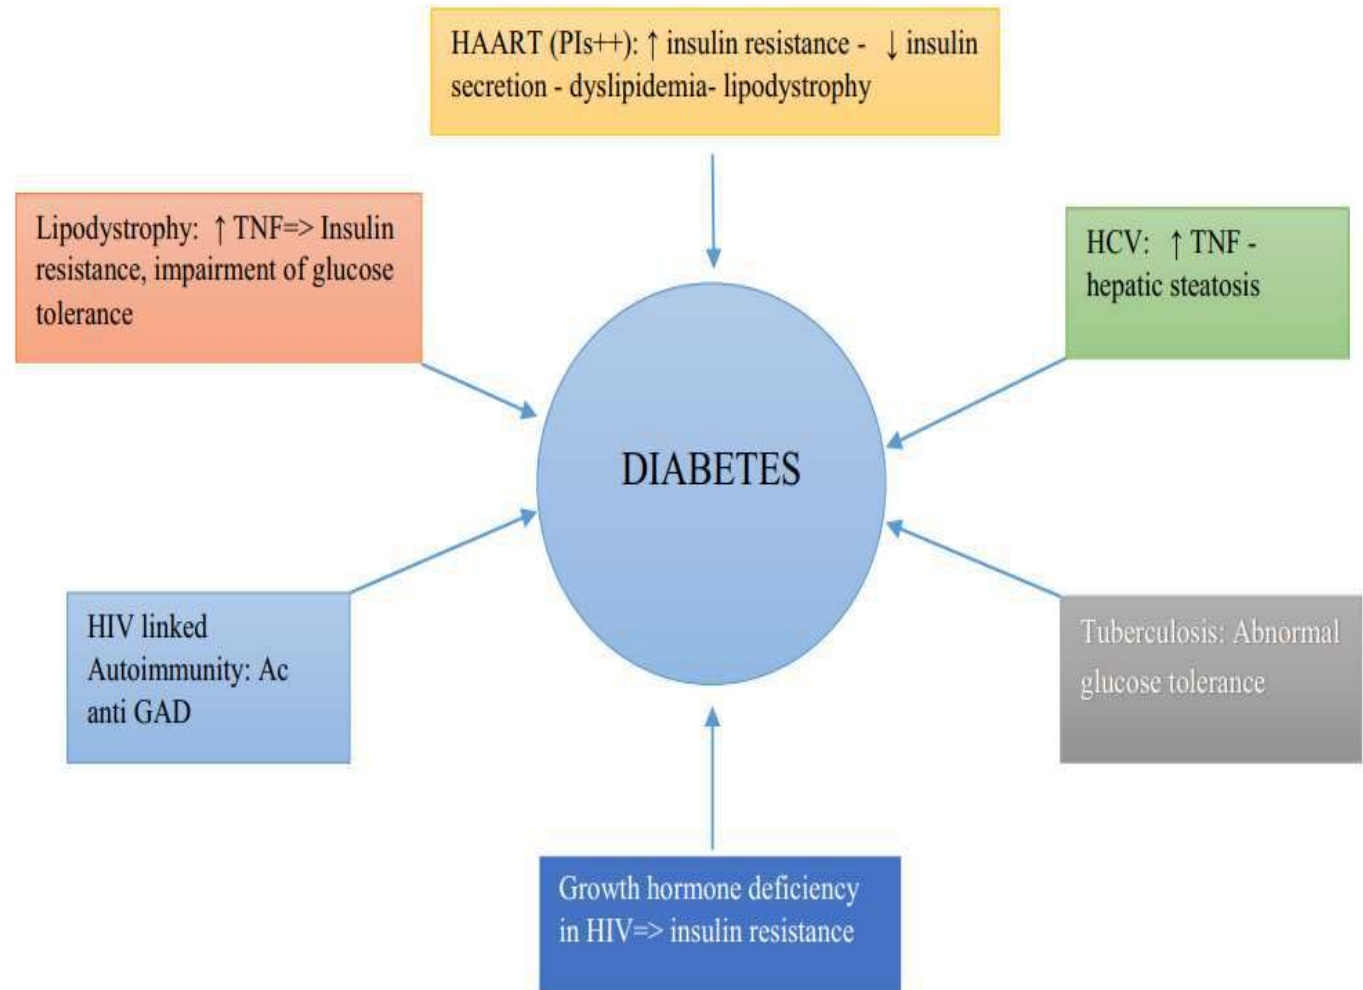 HAART (PIs++): ↑ insulin resistance - ↓ insulin
secretion - dyslipidemia- lipodystrophy
Lipodystrophy: ↑ TNF=> Insulin
resistance, impairment of glucose
tolerance
HCV: ↑ TNF -
hepatic steatosis
DIABETES
HIV linked
Autoimmunity: Ac
anti GAD
Tuberculosis: Abnormal
glucose tolerance
Growth hormone deficiency
in HIV=> insulin resistance